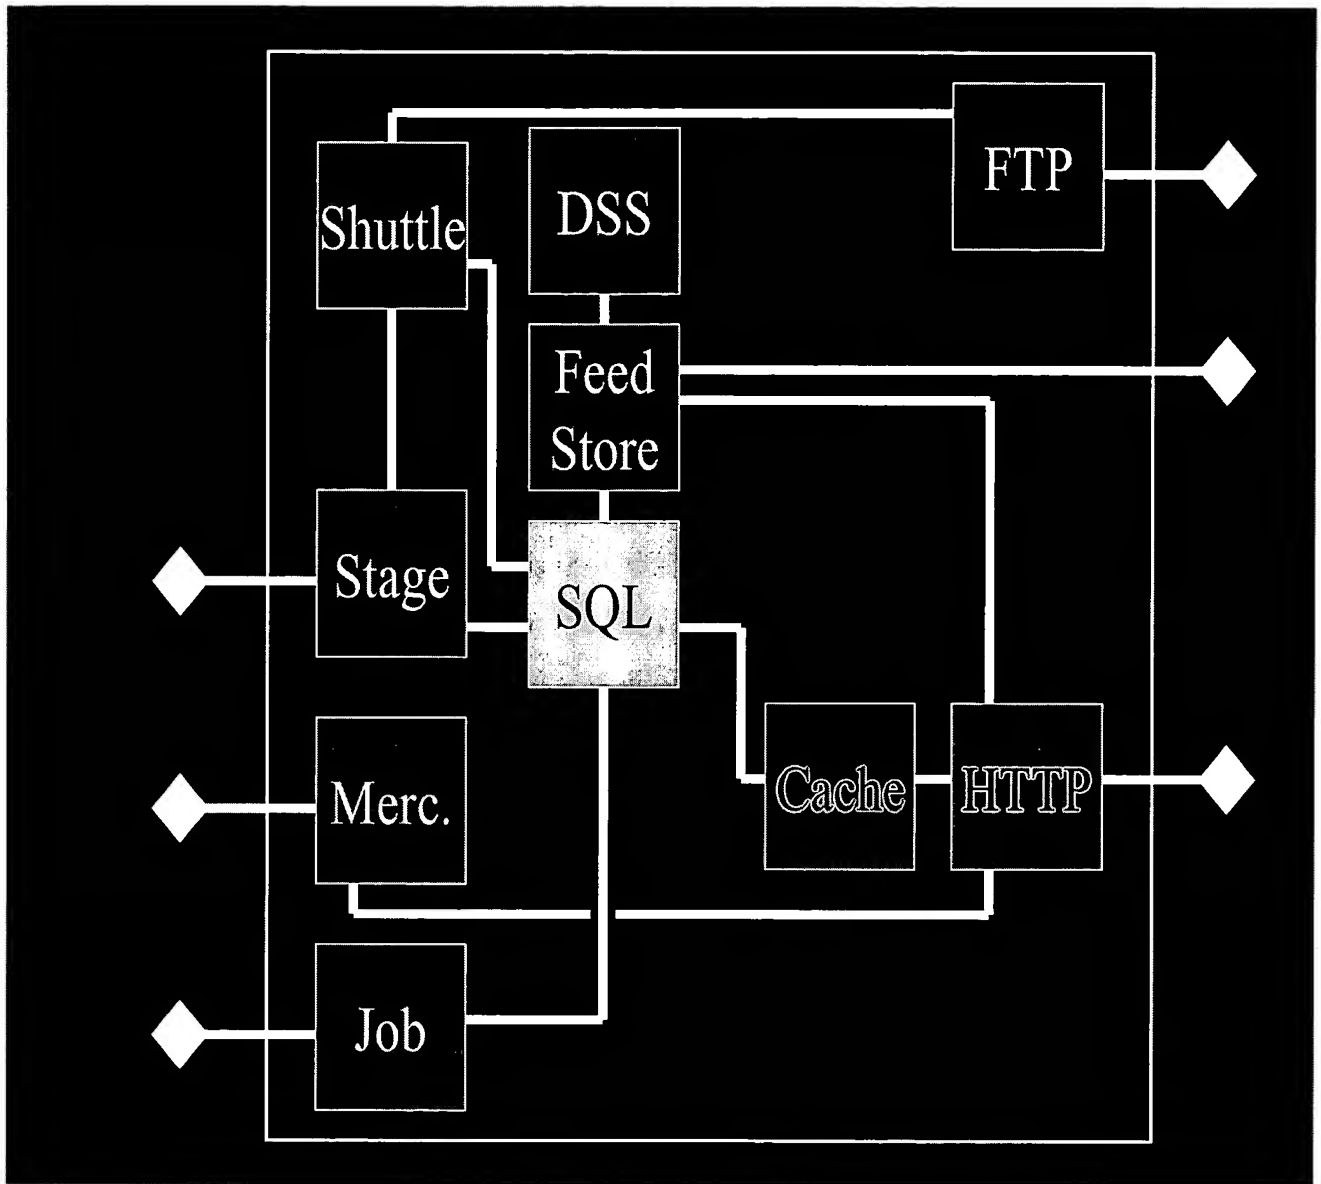 FTP
Shuttle
DSS
Feed
Store
Stage
SQL
Merc.
Cache
HTTP
Job